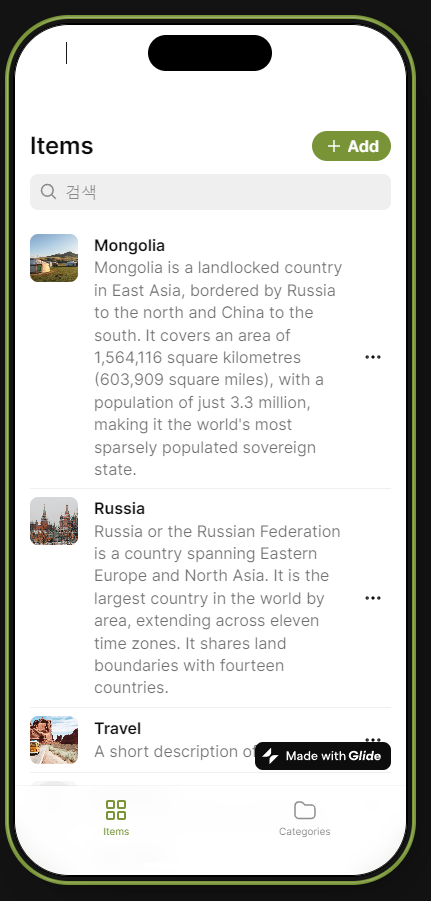 Items
Add
검색
Mongolia
Mongolia is a landlocked country
in East Asia, bordered by Russia
to the north and China to the
south. It covers an area of
1,564,116 square kilometres
(603,909 square miles), with a
population of just 3.3 million,
making it the world's most
sparsely populated sovereign
state.
Russia
Russia or the Russian Federation
is a country spanning Eastern
Europe and North Asia. It is the
largest country in the world by
area, extending across eleven
time zones. It shares land
boundaries with fourteen
countries.
Travel
A short description of
Made with Glide
Items
Categories